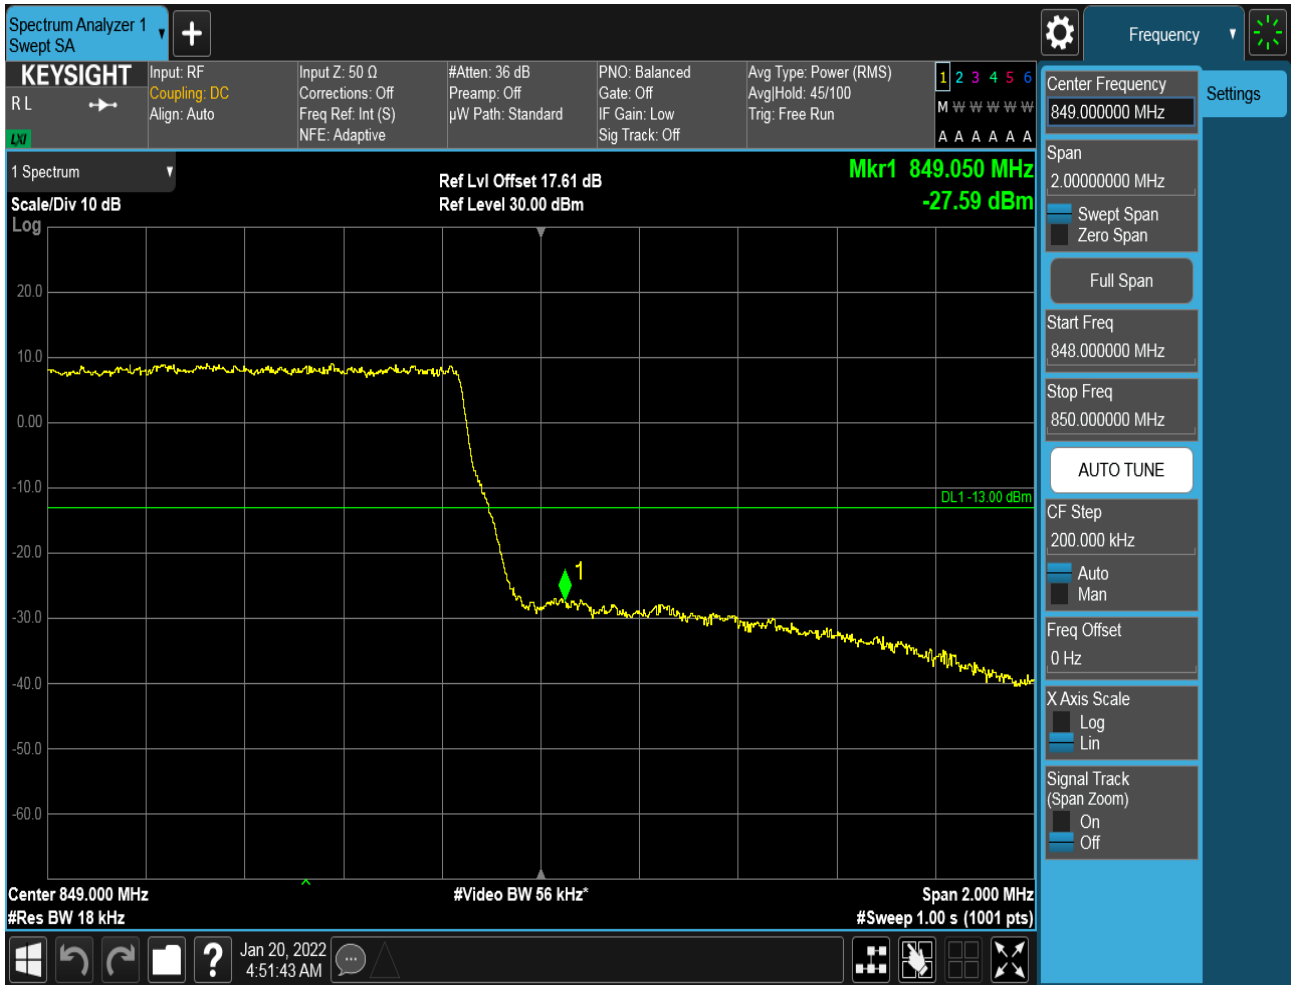 Spectrum Analyzer 1
Swept SA
Frequency
KEYSIGHT
R L
LXI
Input: RF
Coupling: DC
Align: Auto
Input Z: 50 Ω
Corrections: Off
Freq Ref: Int (S)
NFE: Adaptive
#Atten: 36 dB
Preamp: Off
µW Path: Standard
PNO: Balanced
Gate: Off
IF Gain: Low
Sig Track: Off
Avg Type: Power (RMS)
Avg|Hold: 45/100
Trig: Free Run
1 2 3 4 5 6
M W W W W W
A A A A A A
1 Spectrum
Scale/Div 10 dB
Log
Ref Lvl Offset 17.61 dB
Ref Level 30.00 dBm
Mkr1 849.050 MHz
-27.59 dBm
20.0
10.0
0.00
-10.0
-20.0
-30.0
-40.0
-50.0
-60.0
DL1 -13.00 dBm
1
Center 849.000 MHz
#Res BW 18 kHz
#Video BW 56 kHz*
Span 2.000 MHz
#Sweep 1.00 s (1001 pts)
Jan 20, 2022
4:51:43 AM
?
Center Frequency
849.000000 MHz
Settings
Span
2.00000000 MHz
Swept Span
Zero Span
Full Span
Start Freq
848.000000 MHz
Stop Freq
850.000000 MHz
AUTO TUNE
CF Step
200.000 kHz
Auto
Man
Freq Offset
0 Hz
X Axis Scale
Log
Lin
Signal Track
(Span Zoom)
On
Off